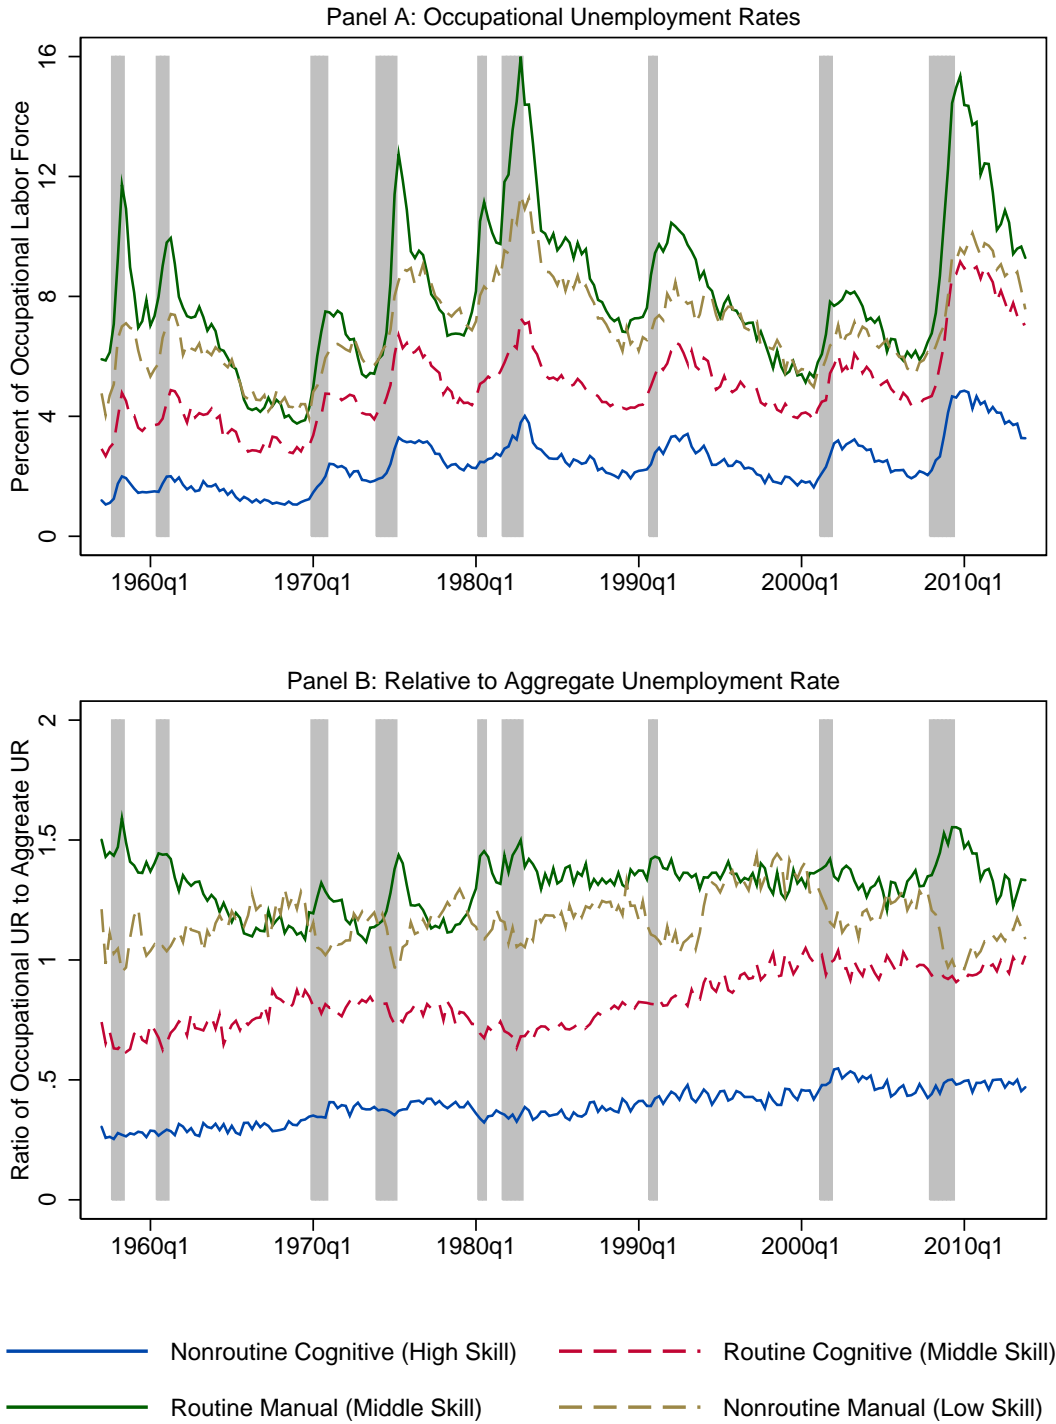 Panel A: Occupational Unemployment Rates
Percent of Occupational Labor Force
16
12
8
4
0
1960q1 1970q1 1980q1 1990q1 2000q1 2010q1
Panel B: Relative to Aggregate Unemployment Rate
Ratio of Occupational UR to Aggreate UR
2
1.5
1
.5
0
1960q1 1970q1 1980q1 1990q1 2000q1 2010q1
Nonroutine Cognitive (High Skill) Routine Cognitive (Middle Skill)
Routine Manual (Middle Skill) Nonroutine Manual (Low Skill)